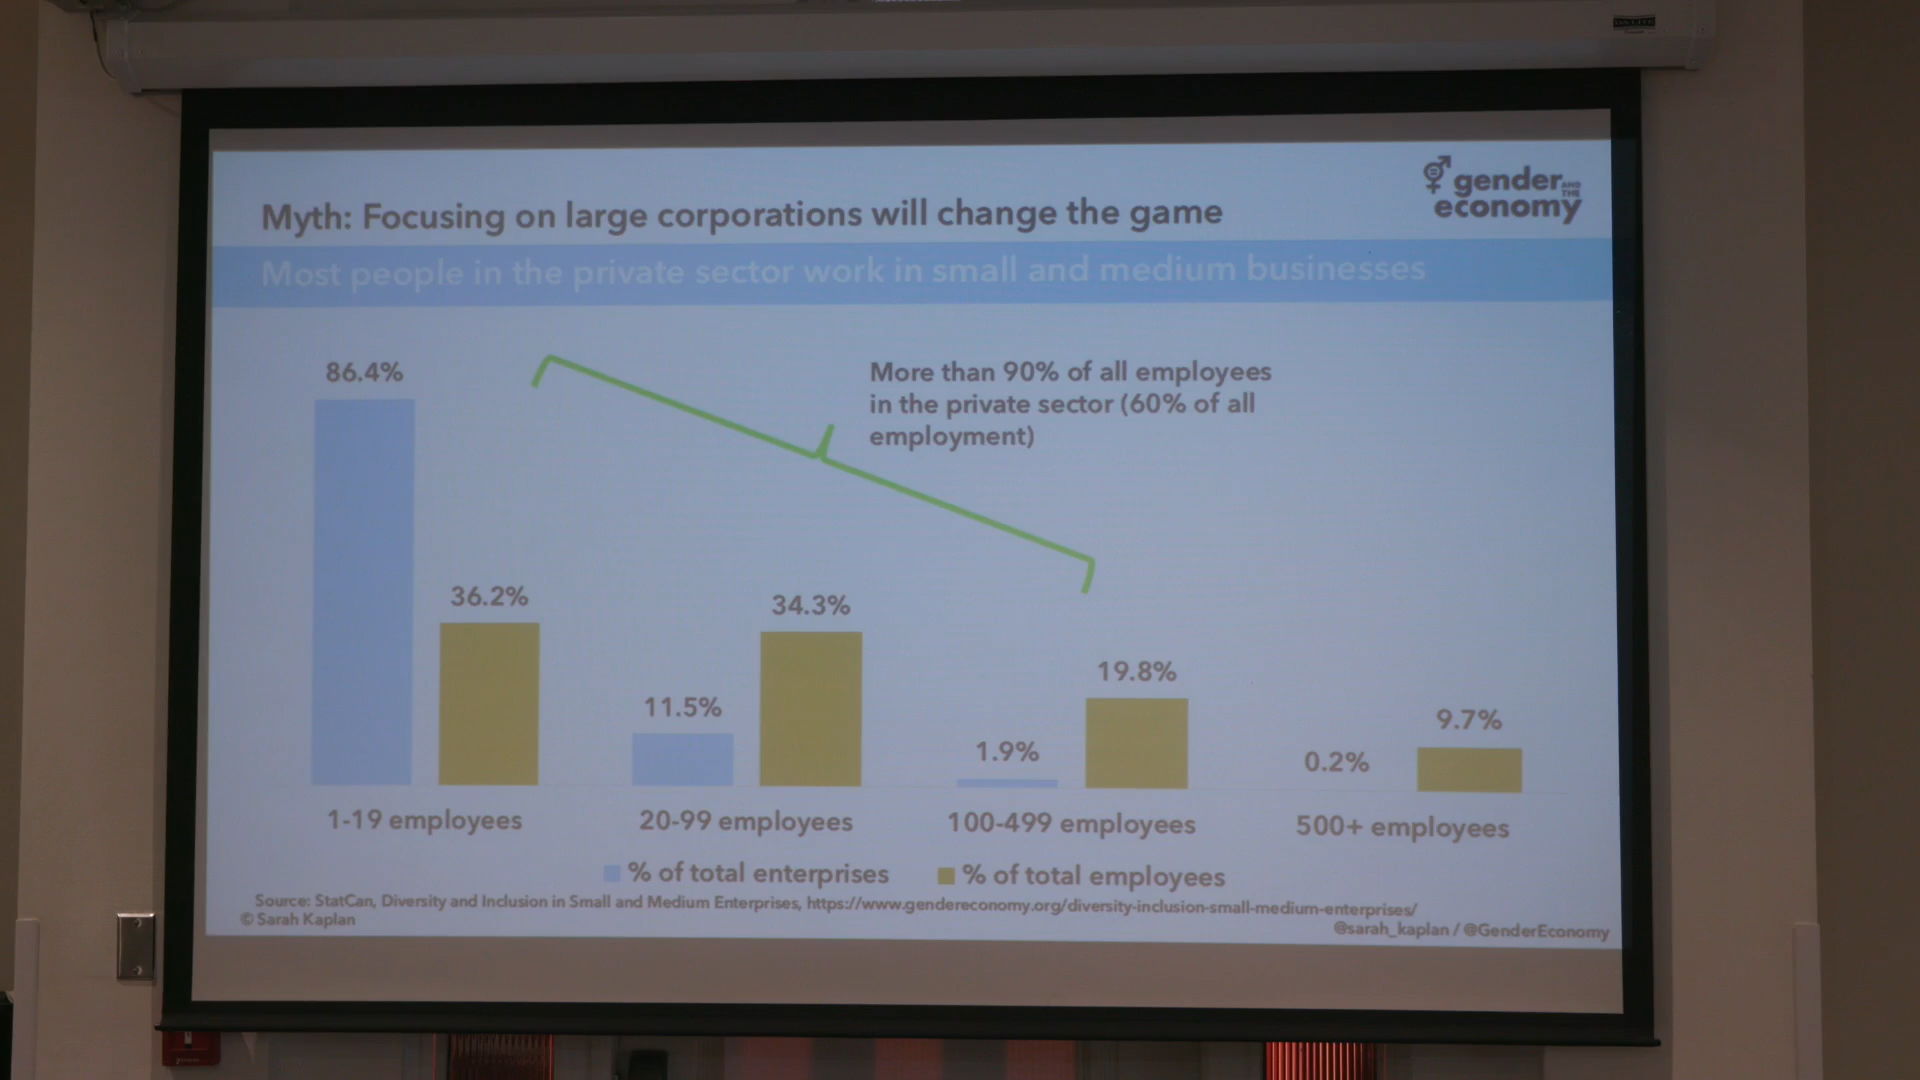 gender AND THE
economy
Myth: Focusing on large corporations will change the game
Most people in the private sector work in small and medium businesses
86.4%
More than 90% of all employees
in the private sector (60% of all
employment)
36.2%
34.3%
19.8%
11.5%
9.7%
1.9%
0.2%
1-19 employees
20-99 employees
100-499 employees
500+ employees
% of total enterprises
% of total employees
Source: StatCan, Diversity and Inclusion in Small and Medium Enterprises, https://www.gendereconomy.org/diversity-inclusion-small-medium-enterprises/
© Sarah Kaplan
@sarah_kaplan / @GenderEconomy